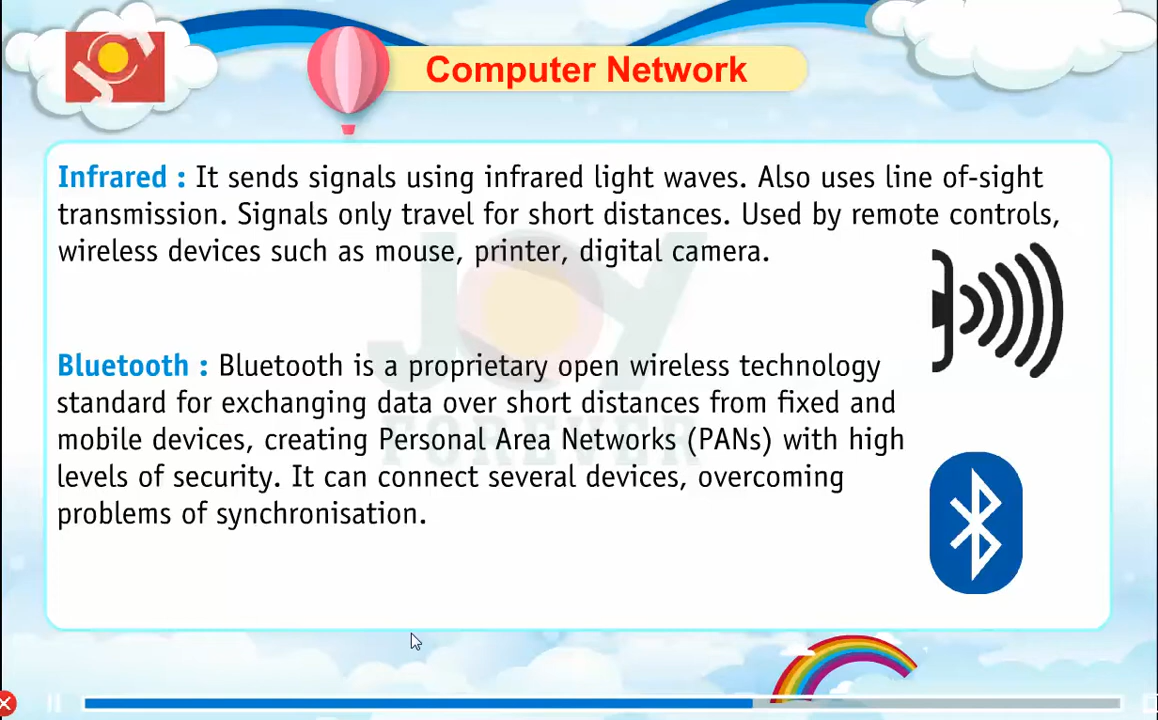 Computer Network
Infrared : It sends signals using infrared light waves. Also uses line of-sight
transmission. Signals only travel for short distances. Used by remote controls,
wireless devices such as mouse, printer, digital camera.
Bluetooth : Bluetooth is a proprietary open wireless technology
standard for exchanging data over short distances from fixed and
mobile devices, creating Personal Area Networks (PANs) with high
levels of security. It can connect several devices, overcoming
problems of synchronisation.
JOY
FOREVER